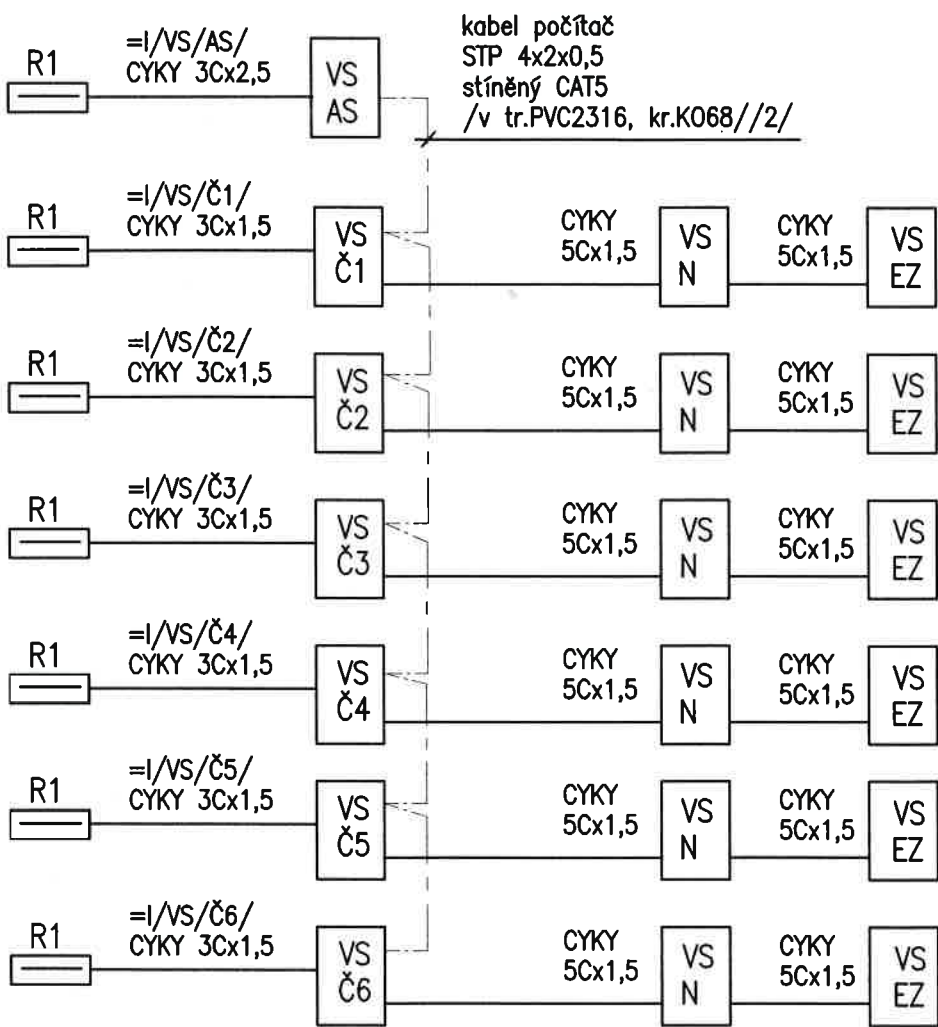 R1
=I/VS/AS/
CYKY 3Cx2,5
VS
AS
kabel počítač
STP 4x2x0,5
stíněný CAT5
/v tr.PVC2316, kr.KO68//2/
R1
=I/VS/Č1/
CYKY 3Cx1,5
VS
Č1
CYKY
5Cx1,5
VS
N
CYKY
5Cx1,5
VS
EZ
R1
=I/VS/Č2/
CYKY 3Cx1,5
VS
Č2
CYKY
5Cx1,5
VS
N
CYKY
5Cx1,5
VS
EZ
R1
=I/VS/Č3/
CYKY 3Cx1,5
VS
Č3
CYKY
5Cx1,5
VS
N
CYKY
5Cx1,5
VS
EZ
R1
=I/VS/Č4/
CYKY 3Cx1,5
VS
Č4
CYKY
5Cx1,5
VS
N
CYKY
5Cx1,5
VS
EZ
R1
=I/VS/Č5/
CYKY 3Cx1,5
VS
Č5
CYKY
5Cx1,5
VS
N
CYKY
5Cx1,5
VS
EZ
R1
=I/VS/Č6/
CYKY 3Cx1,5
VS
Č6
CYKY
5Cx1,5
VS
N
CYKY
5Cx1,5
VS
EZ